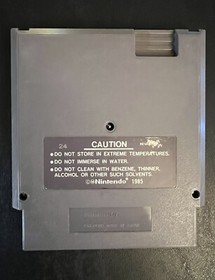 24
CAUTION
•DO NOT STORE IN EXTREME TEMPERATURES.
•DO NOT IMMERSE IN WATER.
•DO NOT CLEAN WITH BENZENE, THINNER,
ALCOHOL OR OTHER SUCH SOLVENTS.
©®Nintendo 1985